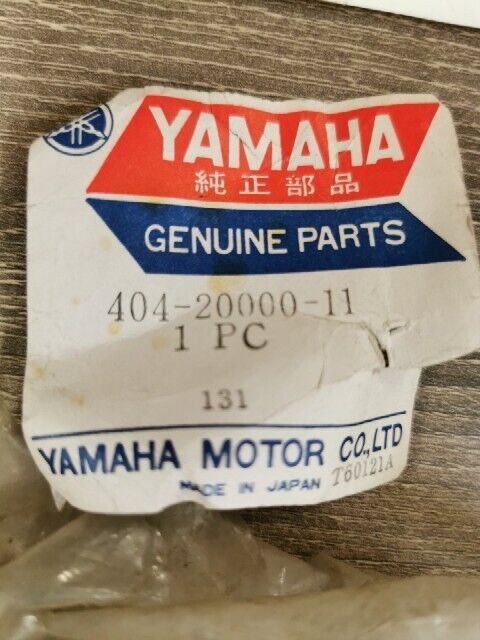 YAMAHA
純正部品
GENUINE PARTS
404-20000-11
1 PC
131
YAMAHA MOTOR CO.,LTD
MADE IN JAPAN T60121A